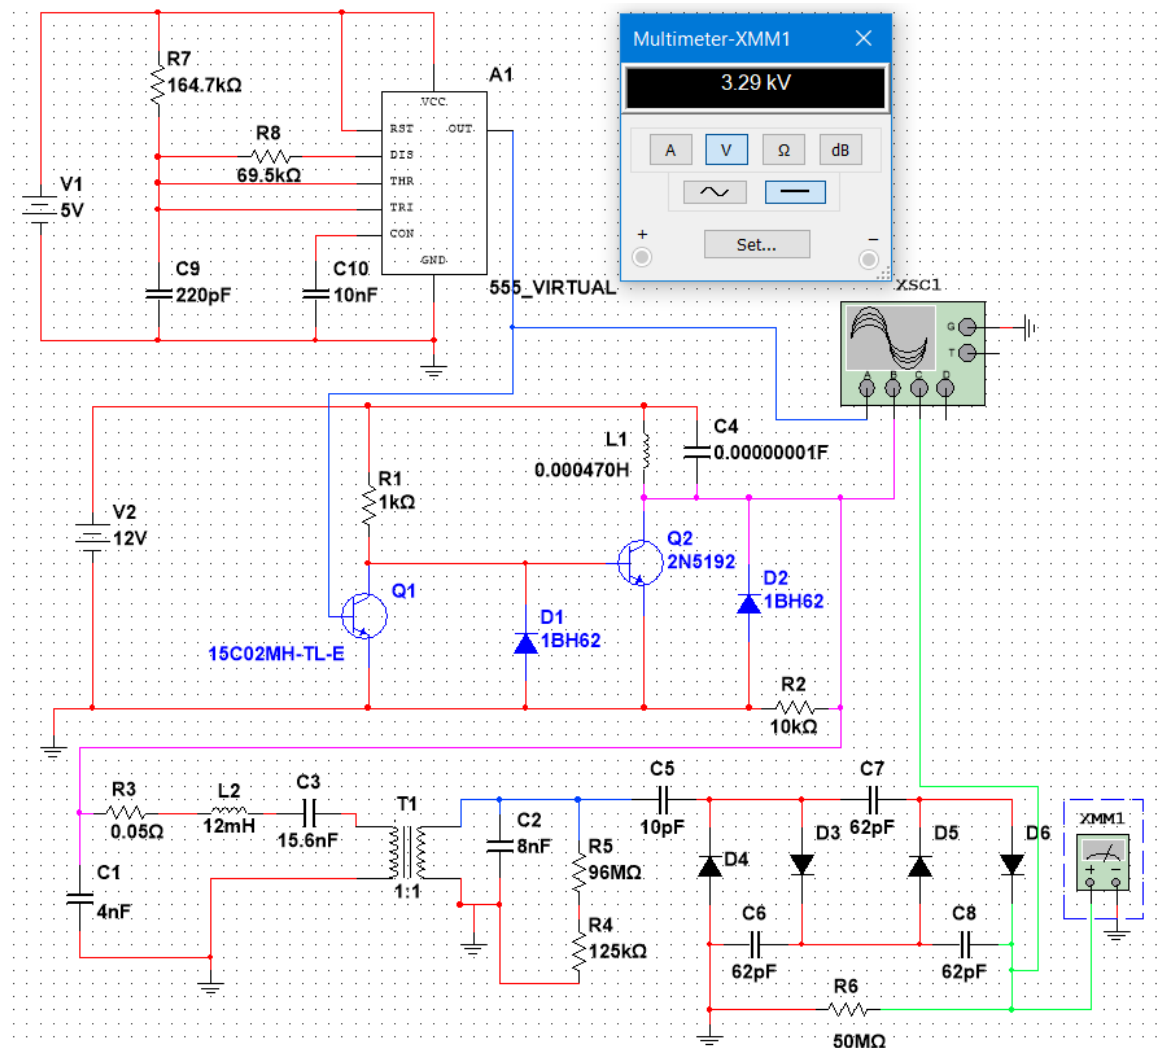 Multimeter-XMM1
3.29 kV
A
V
Ω
dB
+
−
Set...
R7
164.7kΩ
A1
VCC
RST
OUT
R8
69.5kΩ
DIS
THR
TRI
CON
GND
V1
5V
C9
220pF
C10
10nF
555_VIRTUAL
XSC1
G
T
A
B
C
D
L1
0.000470H
C4
0.00000001F
R1
1kΩ
V2
12V
Q2
2N5192
Q1
15C02MH-TL-E
D1
1BH62
D2
1BH62
R2
10kΩ
R3
0.05Ω
L2
12mH
C3
15.6nF
T1
1:1
C1
4nF
C2
8nF
R5
96MΩ
R4
125kΩ
C5
10pF
C7
62pF
D4
D3
D5
D6
C6
62pF
C8
62pF
R6
50MΩ
XMM1
+
−